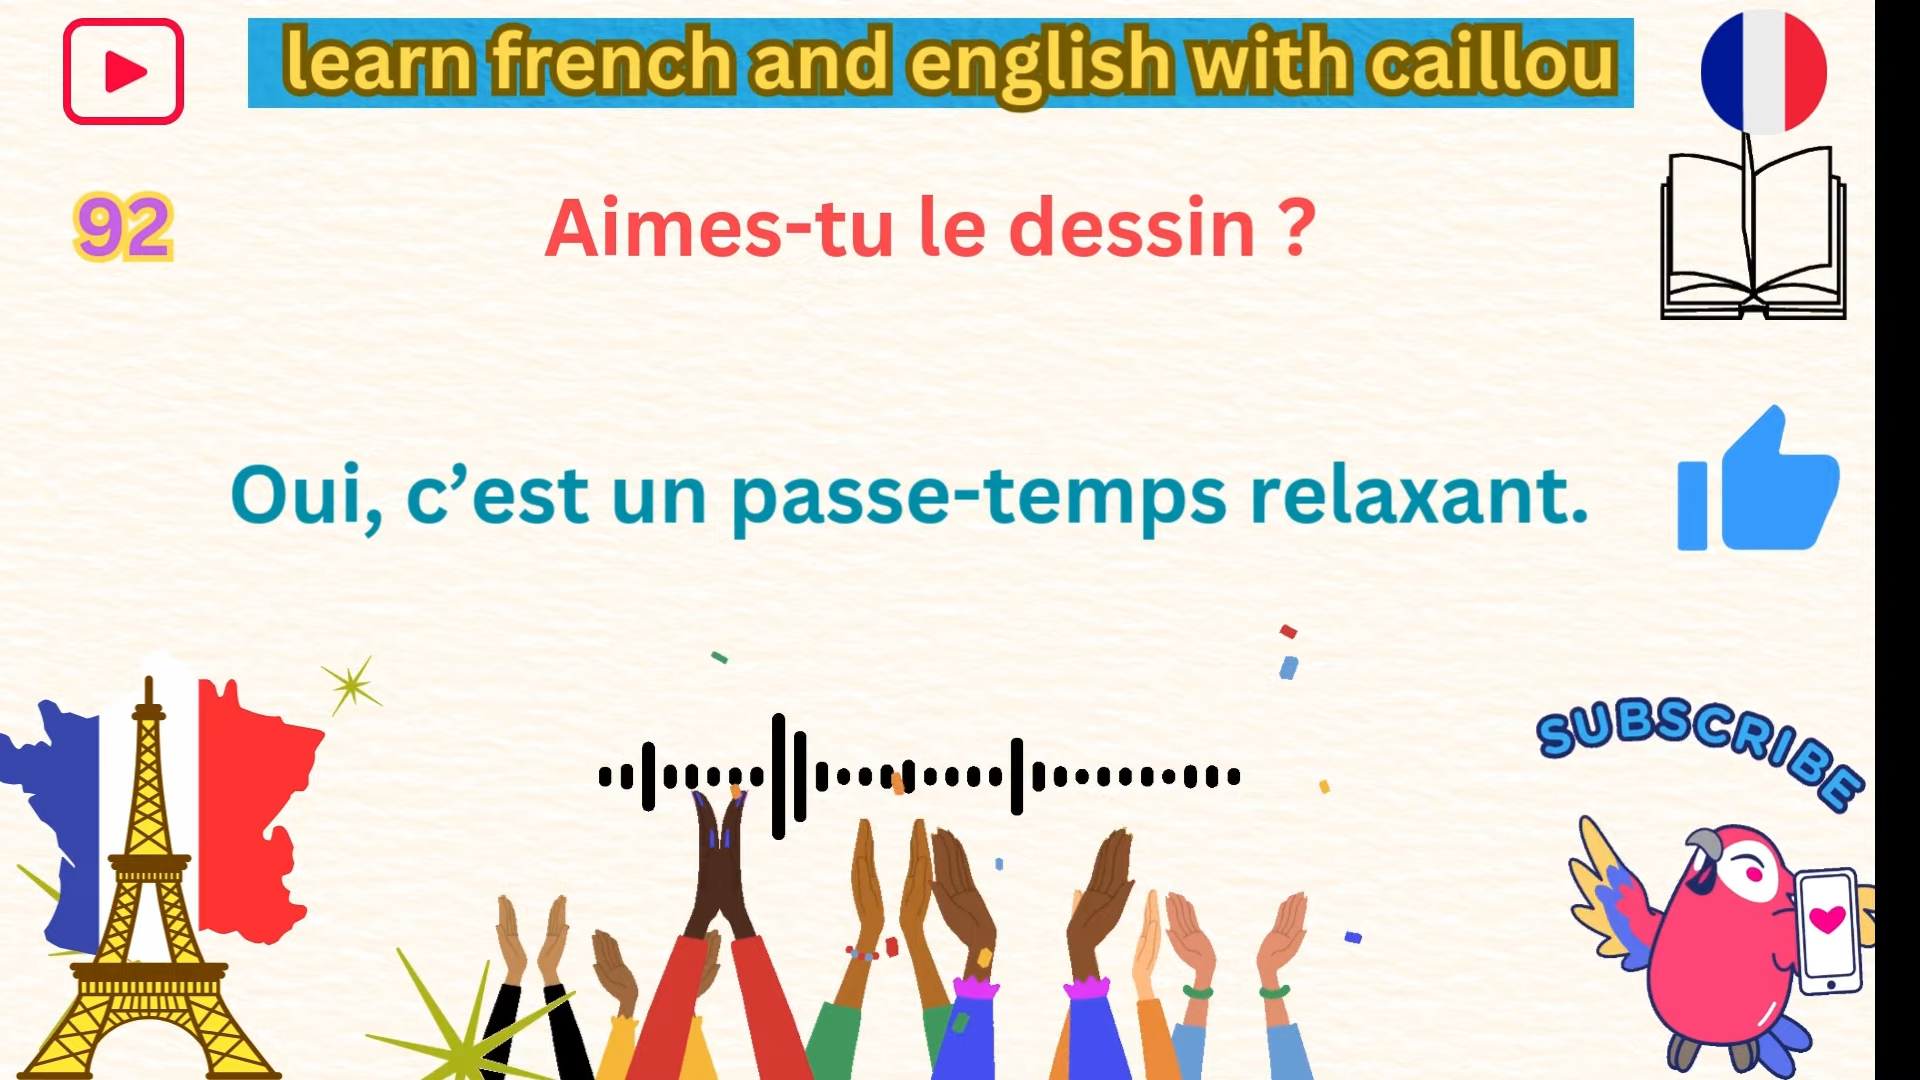 learn french and english with caillou
92
Aimes-tu le dessin ?
Oui, c’est un passe-temps relaxant.
SUBSCRIBE